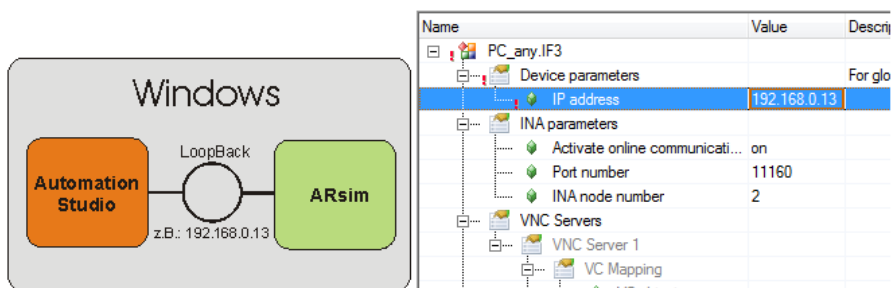 Windows
LoopBack
Automation
Studio
ARsim
z.B.: 192.168.0.13
Name Value Descrip
PC_any.IF3
Device parameters For glo
IP address 192.168.0.13
INA parameters
Activate online communicati... on
Port number 11160
INA node number 2
VNC Servers
VNC Server 1
VC Mapping